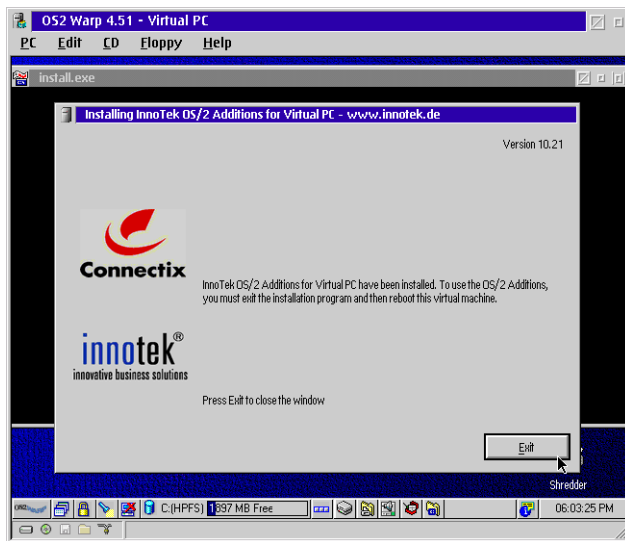 OS2 Warp 4.51 - Virtual PC
PC Edit CD Floppy Help
install.exe
Installing InnoTek OS/2 Additions for Virtual PC - www.innotek.de
Version 10.21
Connectix
InnoTek OS/2 Additions for Virtual PC have been installed. To use the OS/2 Additions,
you must exit the installation program and then reboot this virtual machine.
innotek®
innovative business solutions
Press Exit to close the window
Exit
Shredder
C:(HPFS) 1897 MB Free 06:03:25 PM